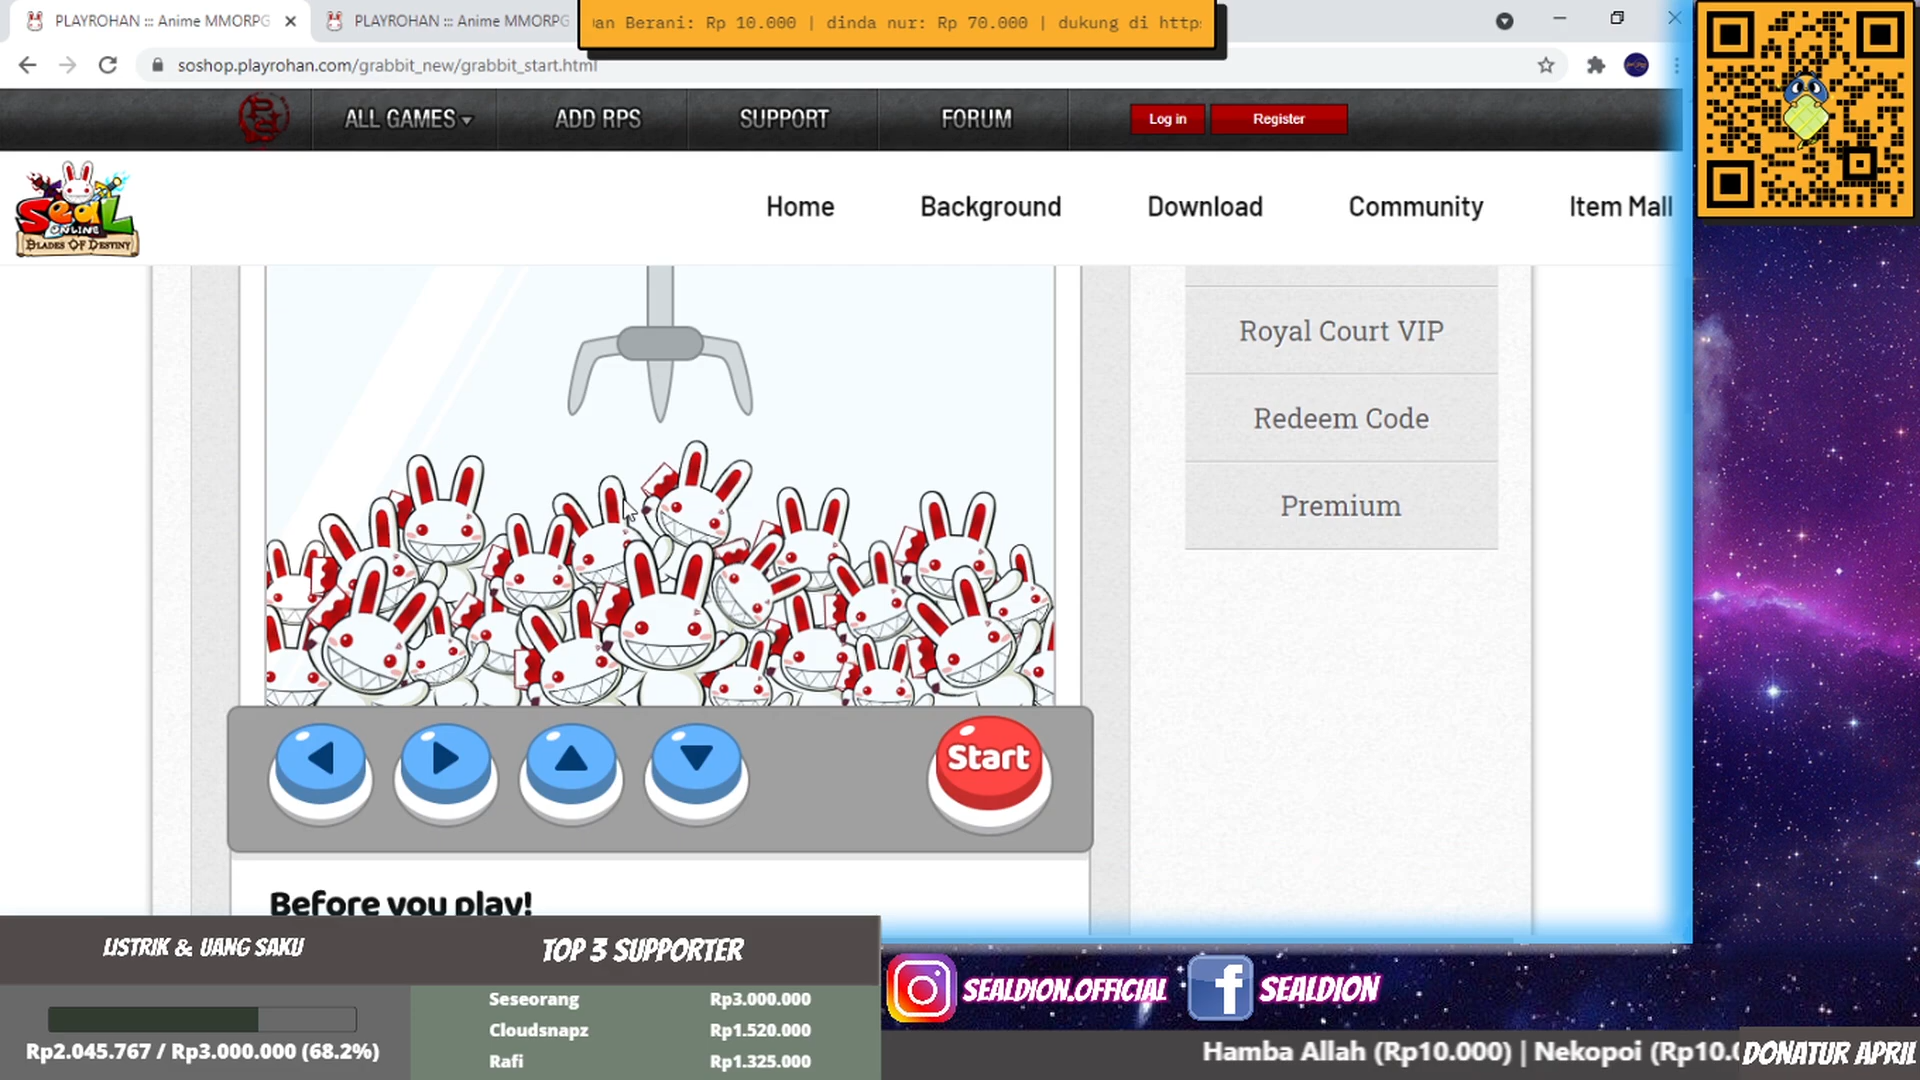 PLAYROHAN ::: Anime MMORPG
PLAYROHAN ::: Anime MMORPG
an Berani: Rp 10.000 | dinda nur: Rp 70.000 | dukung di http
soshop.playrohan.com/grabbit_new/grabbit_start.html
ALL GAMES
ADD RPS
SUPPORT
FORUM
Log in
Register
SeaL
ONLINE
BLADES OF DESTINY
Home
Background
Download
Community
Item Mall
Royal Court VIP
Redeem Code
Premium
Start
Before you play!
LISTRIK & UANG SAKU
TOP 3 SUPPORTER
Seseorang Rp3.000.000
Cloudsnapz Rp1.520.000
Rafi Rp1.325.000
Rp2.045.767 / Rp3.000.000 (68.2%)
SEALDION.OFFICIAL
SEALDION
Hamba Allah (Rp10.000) | Nekopoi (Rp10.0
DONATUR APRIL